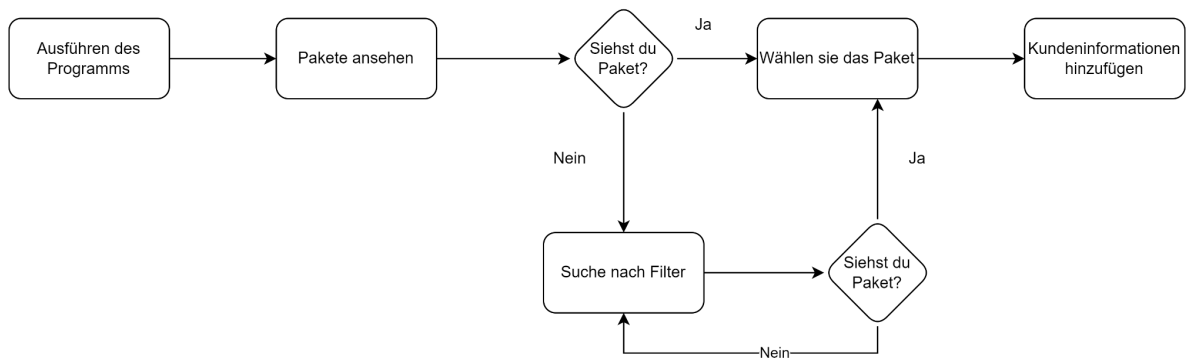 Ausführen des
Programms
Pakete ansehen
Siehst du
Paket?
Ja
Wählen sie das Paket
Kundeninformationen
hinzufügen
Nein
Ja
Suche nach Filter
Siehst du
Paket?
Nein